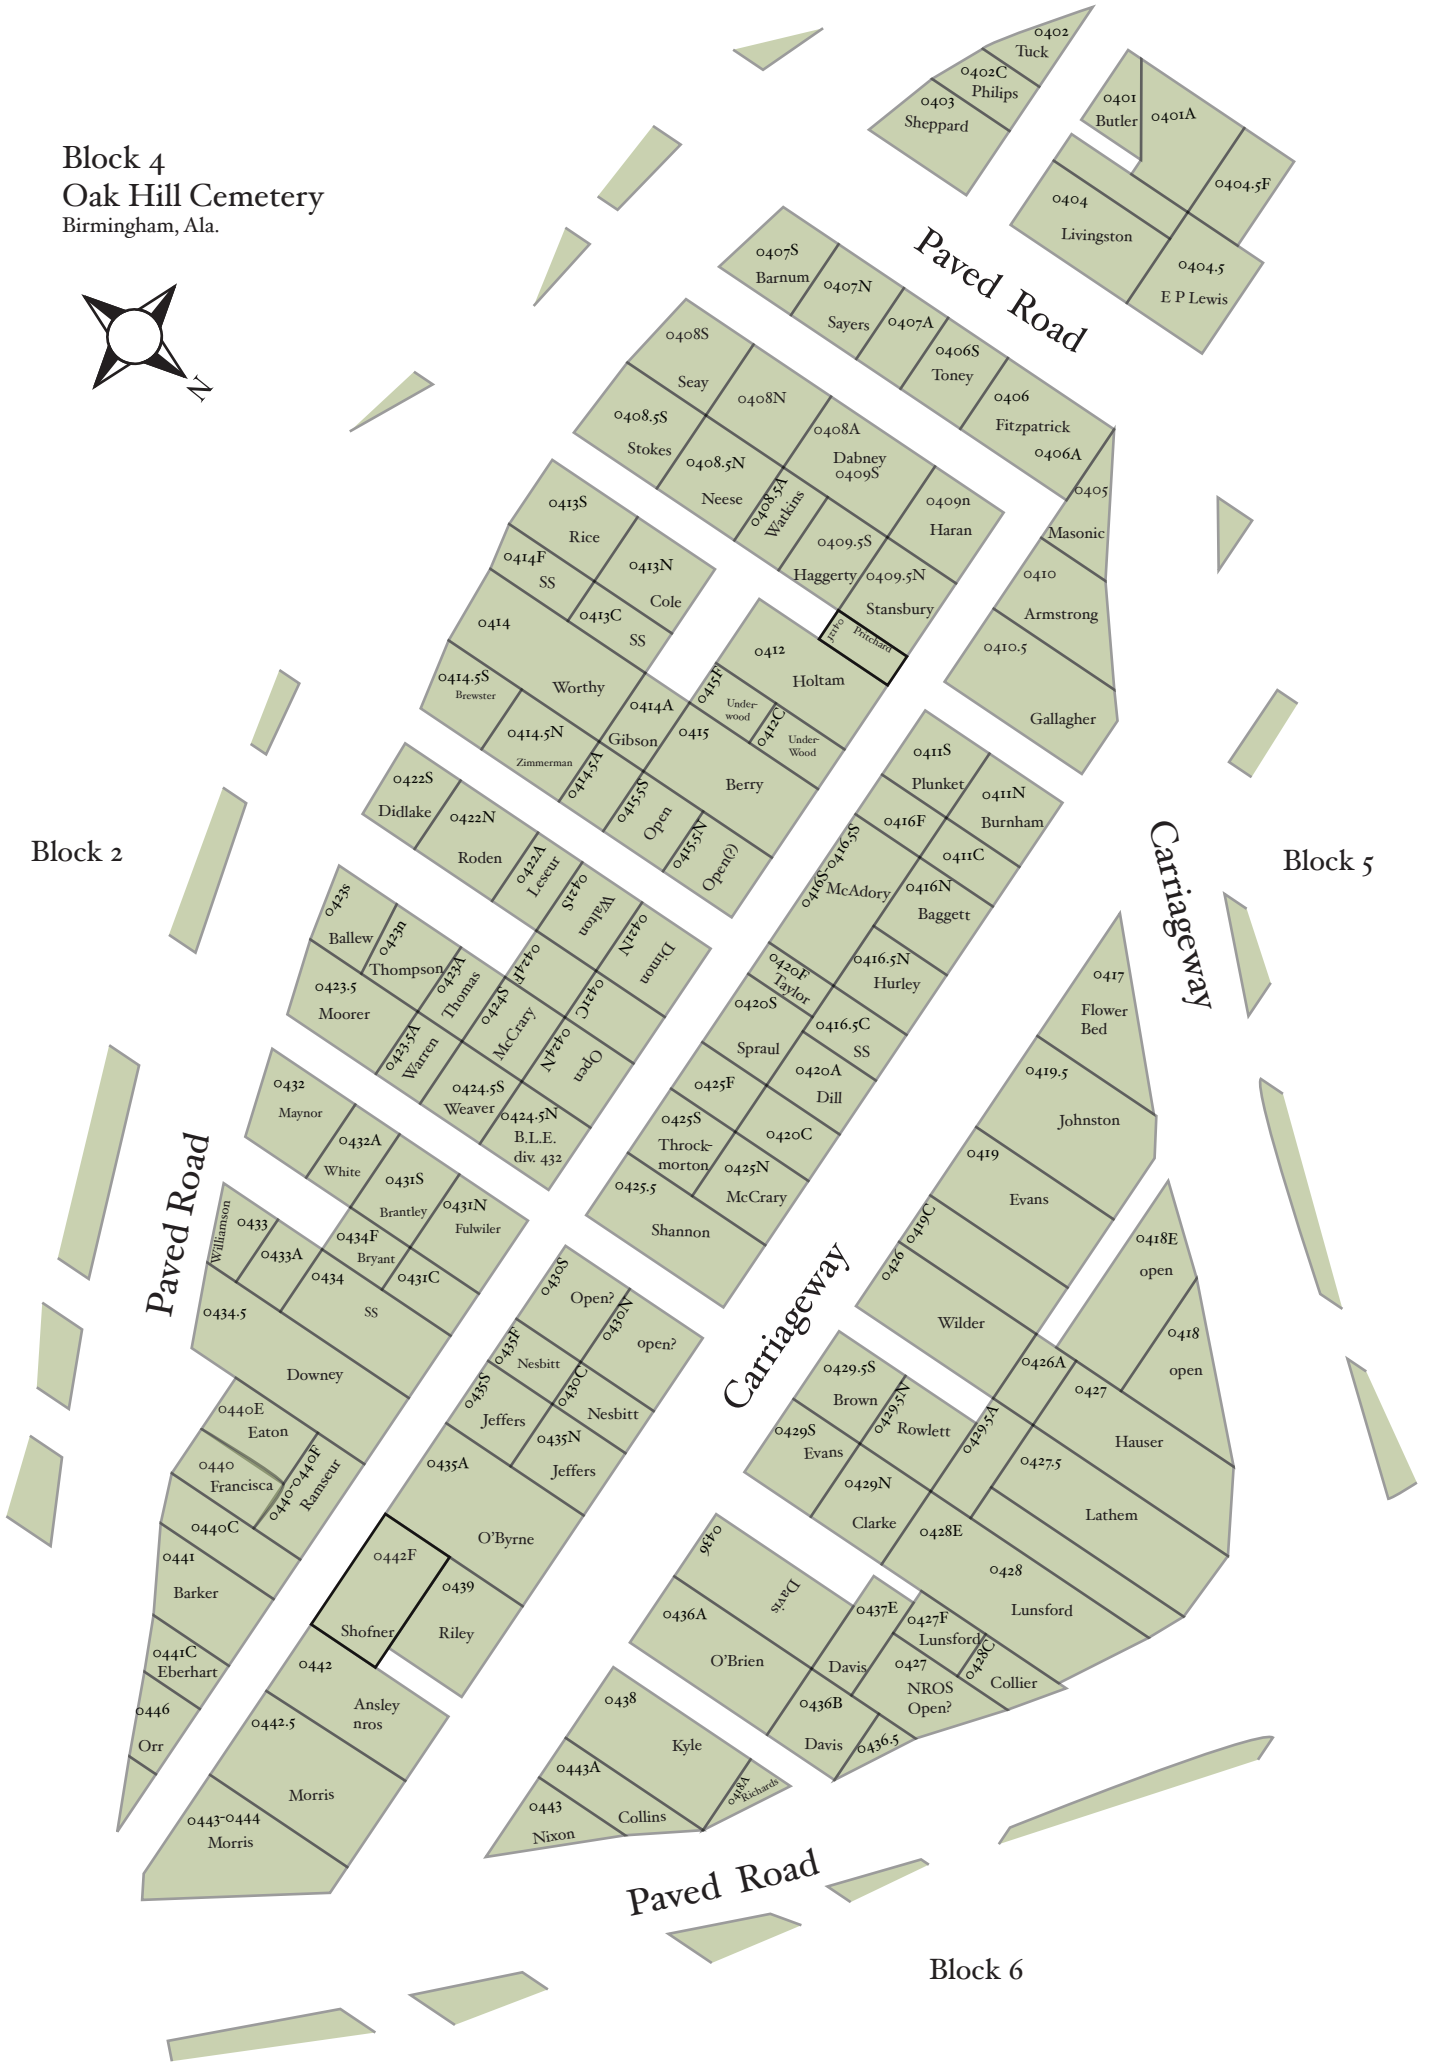 Block 4
Oak Hill Cemetery
Birmingham, Ala.
N
0402
Tuck
0402C
Philips
0403
Sheppard
0401
Butler
0401A
0404.5F
0404
Livingston
0404.5
E P Lewis
Paved Road
0407S
Barnum
0407N
Sayers
0407A
0406S
Toney
0406
Fitzpatrick
0406A
0405
Masonic
0410
Armstrong
0410.5
Gallagher
0408S
Seay
0408N
0408A
Dabney
0409S
0409n
Haran
0408.5S
Stokes
0408.5N
Neese
0408.5A
Watkins
0409.5S
Haggerty
0409.5N
Stansbury
Pritchard
0413S
Rice
0413N
Cole
0414F
SS
0413C
SS
0414
Worthy
0414.5S
Brewster
0414.5N
Zimmerman
0414A
Gibson
0414.5A
0412
Holtam
0415F
Under-
wood
0412C
Under-
Wood
0415
Berry
0415.5S
Open
0415.5N
Open(?)
0422S
Didlake
0422N
Roden
0422A
Leseur
0421S
Walton
0421N
Dimon
0423s
Ballew
0423n
Thompson
0423A
Thomas
0424F
0421C
0423.5
Moorer
0423.5A
Warren
0424S
McCrary
0424N
Open
0424.5S
Weaver
0424.5N
B.L.E.
div. 432
0411S
Plunket
0411N
Burnham
0416F
0411C
0416S-0416.5S
McAdory
0416N
Baggett
0416.5N
Hurley
0420F
Taylor
0416.5C
SS
0420S
Spraul
0420A
Dill
0425F
0420C
0425S
Throck-
morton
0425N
McCrary
0425.5
Shannon
Block 2
Block 5
Carriageway
0417
Flower
Bed
0419.5
Johnston
0419
Evans
0419C
0426
Wilder
0418E
open
0418
open
0426A
0427
Hauser
0427.5
Lathem
0432
Maynor
0432A
White
0431S
Brantley
0431N
Fulwiler
Paved Road
Williamson
0433
0433A
0434F
Bryant
0431C
0434
SS
0434.5
Downey
0440E
Eaton
0440
Francisca
0440-0440F
Ramseur
0440C
0441
Barker
0441C
Eberhart
0446
Orr
0430S
Open?
0430N
open?
0435F
Nesbitt
0430C
Nesbitt
0435S
Jeffers
0435N
Jeffers
0435A
O'Byrne
0442F
Shofner
0439
Riley
0442
Ansley
nros
0442.5
Morris
0443-0444
Morris
Carriageway
0429.5S
Brown
0429.5N
Rowlett
0429.5A
0429S
Evans
0429N
Clarke
0428E
0428
Lunsford
0436
Davis
0436A
O'Brien
0437E
Davis
0427F
Lunsford
0428C
Collier
0427
NROS
Open?
0436B
Davis
0436.5
0438
Kyle
0418A
Richards
0443A
Collins
0443
Nixon
Paved Road
Block 6